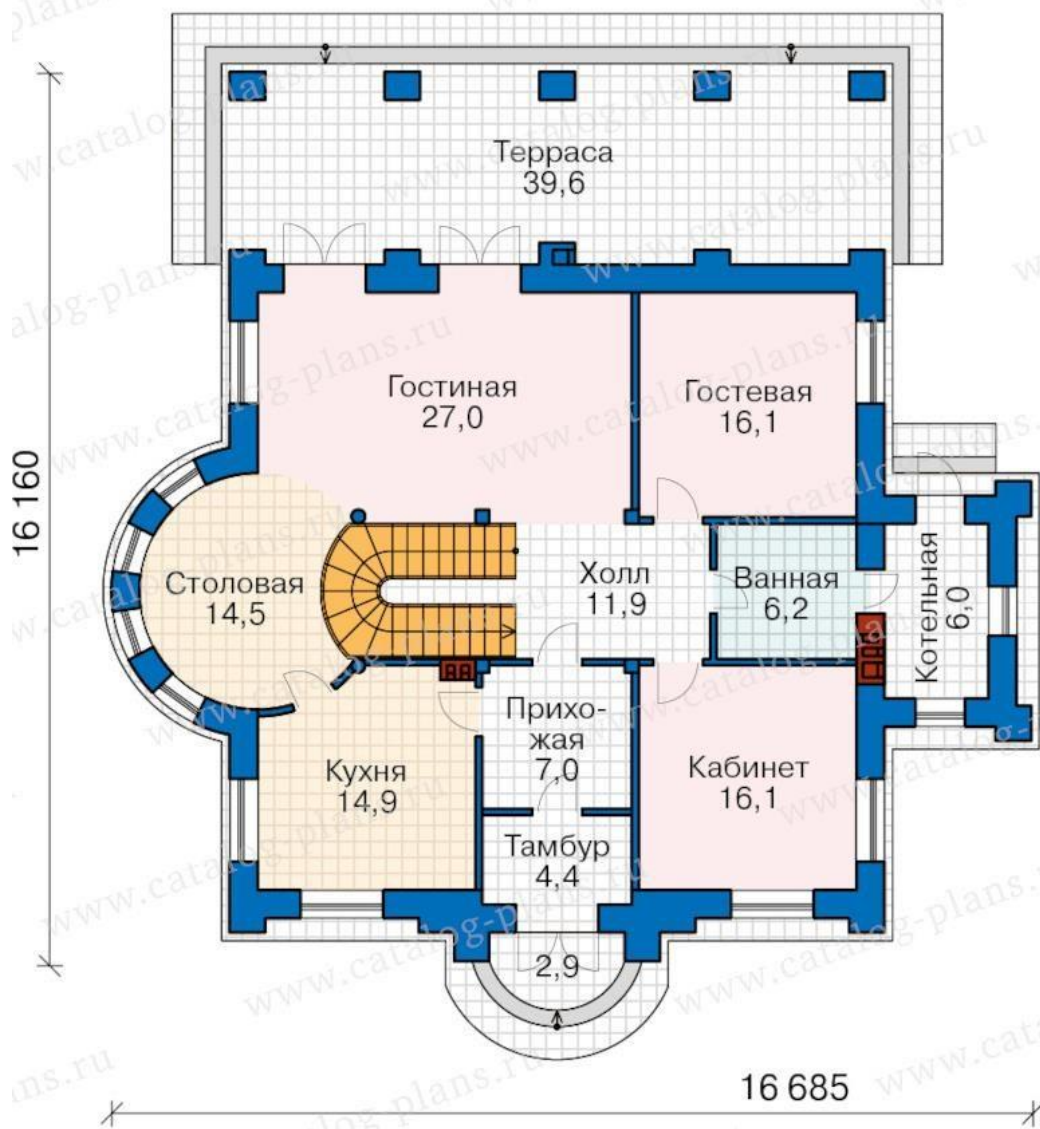 Терраса
39,6
Гостиная
27,0
Гостевая
16,1
16 160
Столовая
14,5
Холл
11,9
Ванная
6,2
Котельная
6,0
Прихо-
жая
7,0
Кухня
14,9
Кабинет
16,1
Тамбур
4,4
2,9
16 685
www.catalog-plans.ru